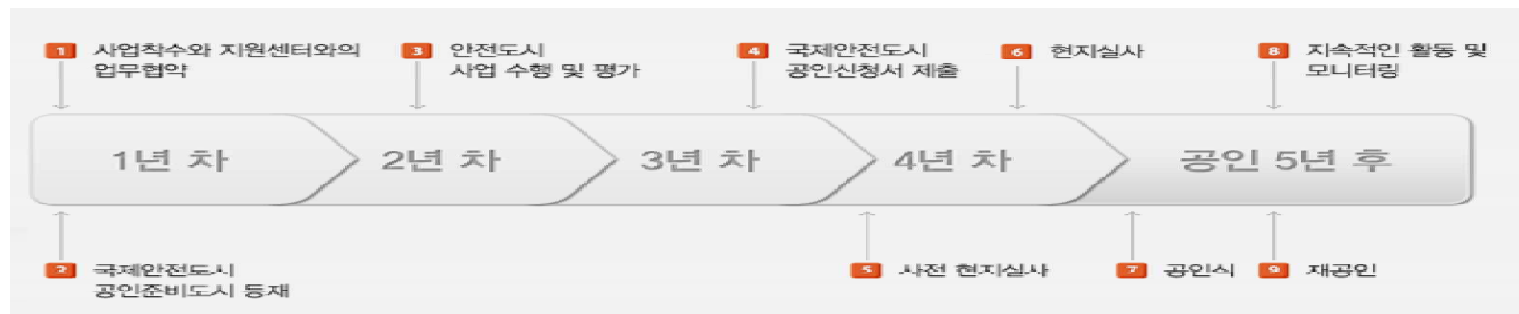 1 사업착수와 지원센터와의
업무협약
3 안전도시
사업 수행 및 평가
4 국제안전도시
공인신청서 제출
6 현지실사
8 지속적인 활동 및
모니터링
1년 차
2년 차
3년 차
4년 차
공인 5년 후
2 국제안전도시
공인준비도시 등재
5 사전 현지실사
7 공인식
9 재공인